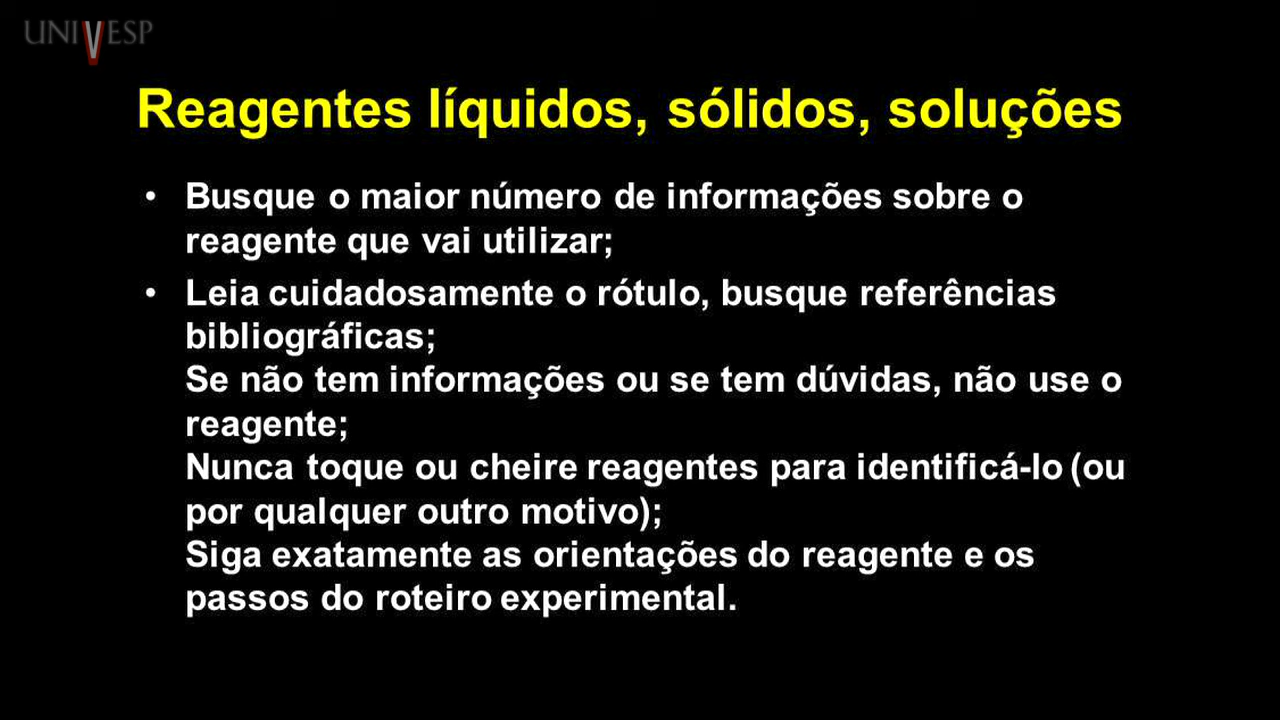 UNIVESP
Reagentes líquidos, sólidos, soluções
• Busque o maior número de informações sobre o
reagente que vai utilizar;
• Leia cuidadosamente o rótulo, busque referências
bibliográficas;
Se não tem informações ou se tem dúvidas, não use o
reagente;
Nunca toque ou cheire reagentes para identificá-lo (ou
por qualquer outro motivo);
Siga exatamente as orientações do reagente e os
passos do roteiro experimental.